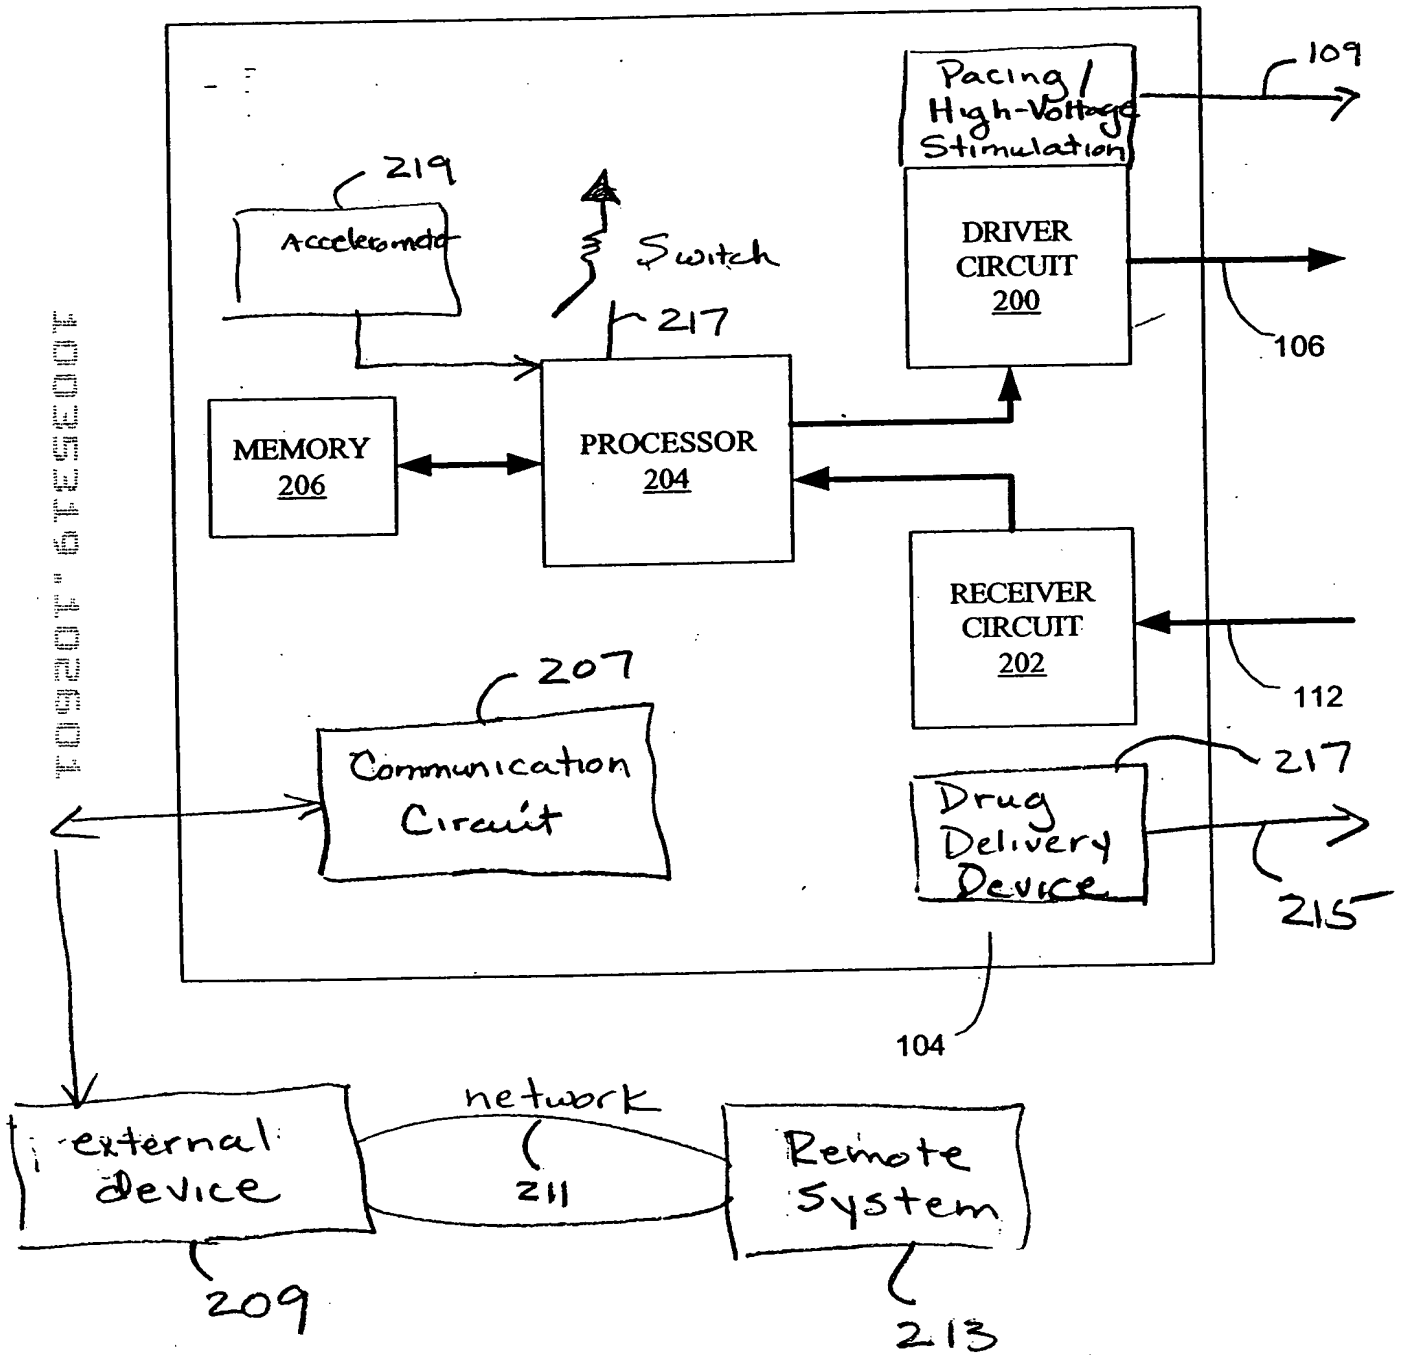 Pacing /
High-Voltage
Stimulation
109
219
Accelerometer
Switch
217
DRIVER
CIRCUIT
200
106
MEMORY
206
PROCESSOR
204
RECEIVER
CIRCUIT
202
112
207
Communication
Circuit
217
Drug
Delivery
Device
215
104
network
211
external
device
209
Remote
System
213
10035319.102601